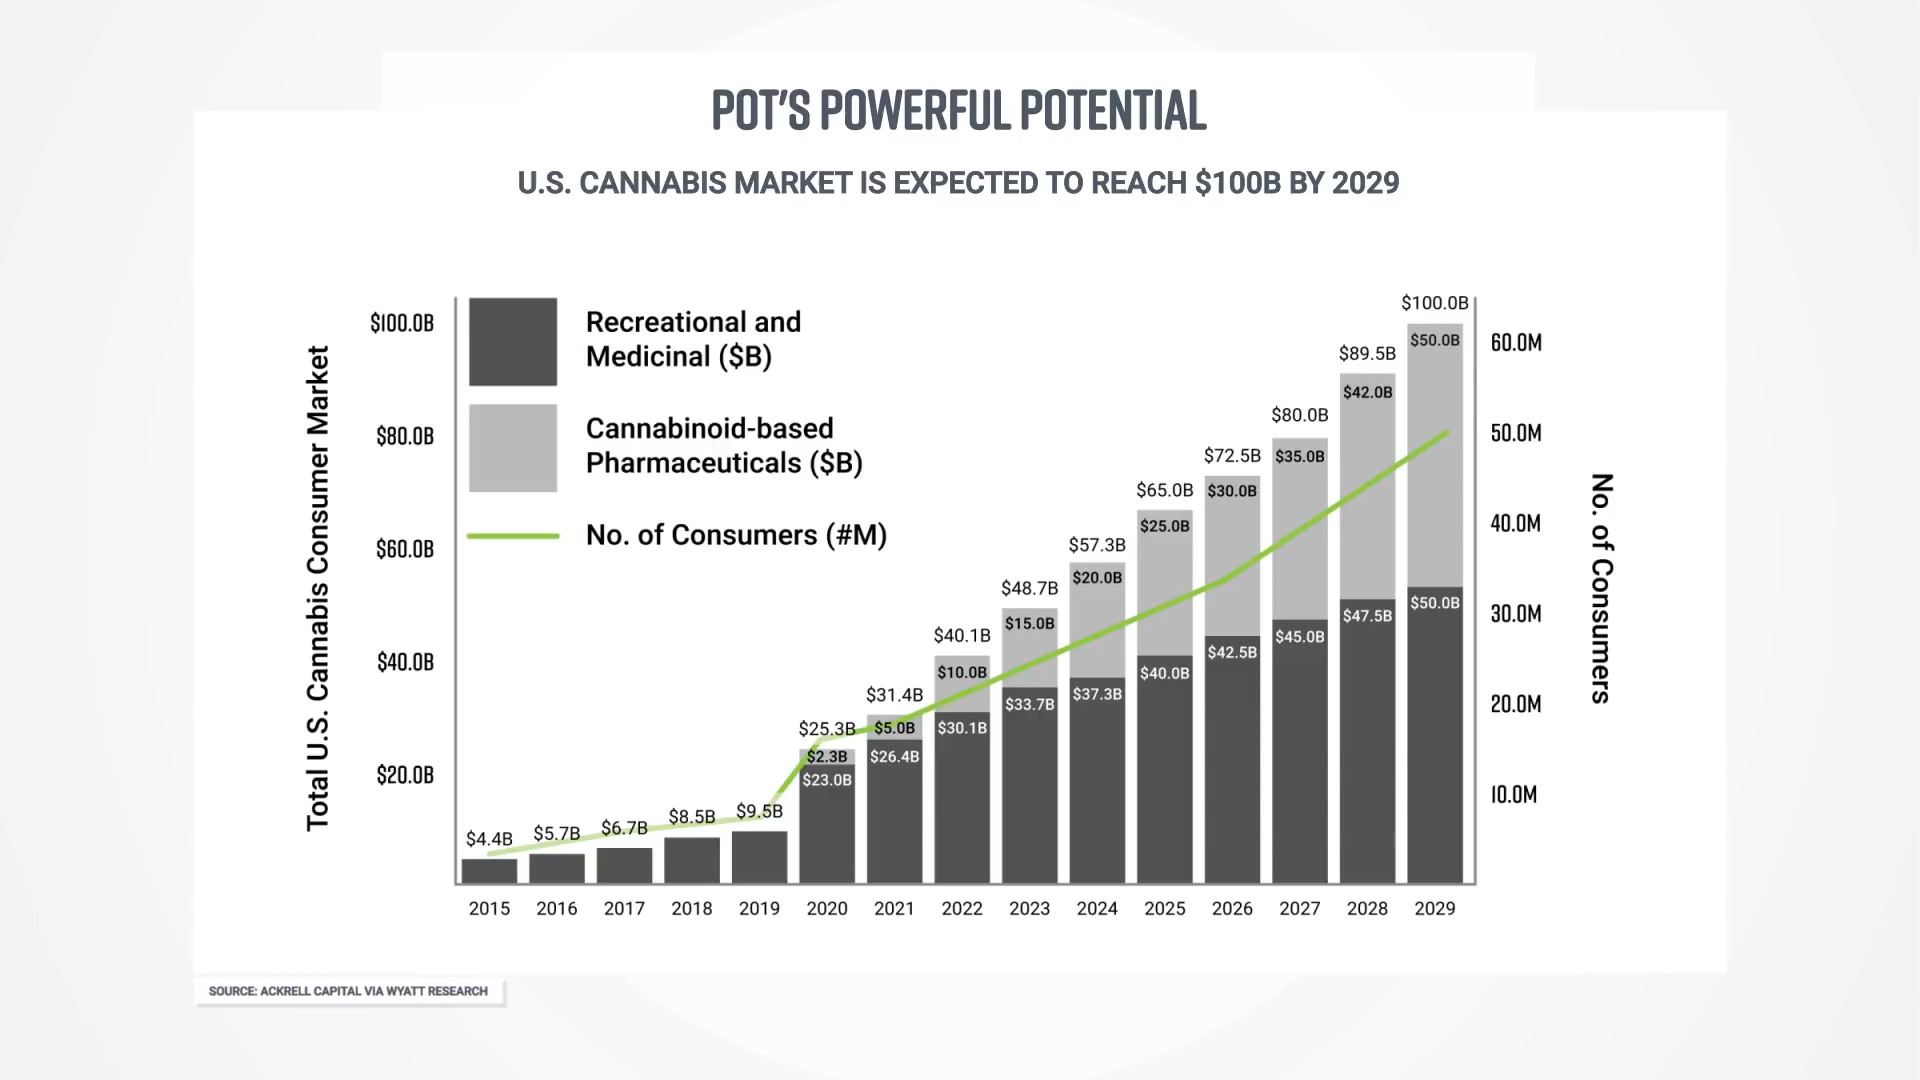 POT'S POWERFUL POTENTIAL
U.S. CANNABIS MARKET IS EXPECTED TO REACH $100B BY 2029
Total U.S. Cannabis Consumer Market
$100.0B
$80.0B
$60.0B
$40.0B
$20.0B
Recreational and
Medicinal ($B)
Cannabinoid-based
Pharmaceuticals ($B)
No. of Consumers (#M)
$4.4B
$5.7B
$6.7B
$8.5B
$9.5B
$25.3B
$2.3B
$23.0B
$31.4B
$5.0B
$26.4B
$40.1B
$10.0B
$30.1B
$48.7B
$15.0B
$33.7B
$57.3B
$20.0B
$37.3B
$65.0B
$25.0B
$40.0B
$72.5B
$30.0B
$42.5B
$80.0B
$35.0B
$45.0B
$89.5B
$42.0B
$47.5B
$100.0B
$50.0B
$50.0B
60.0M
50.0M
40.0M
30.0M
20.0M
10.0M
No. of Consumers
2015 2016 2017 2018 2019 2020 2021 2022 2023 2024 2025 2026 2027 2028 2029
SOURCE: ACKRELL CAPITAL VIA WYATT RESEARCH